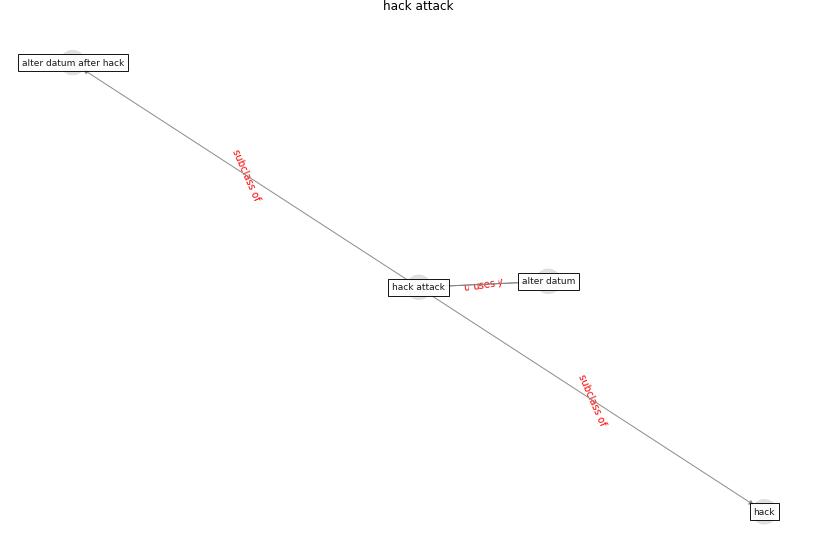 hack attack
alter datum after hack
subclass of
hack attack
u uses y
alter datum
subclass of
hack